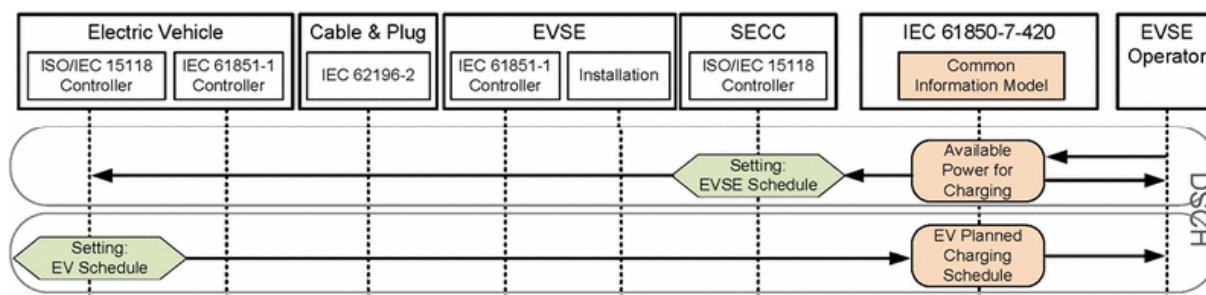 Electric Vehicle
ISO/IEC 15118
Controller
IEC 61851-1
Controller
Cable & Plug
IEC 62196-2
EVSE
IEC 61851-1
Controller
Installation
SECC
ISO/IEC 15118
Controller
IEC 61850-7-420
Common
Information Model
EVSE
Operator
Setting:
EVSE Schedule
Available
Power for
Charging
DSCH
Setting:
EV Schedule
EV Planned
Charging
Schedule